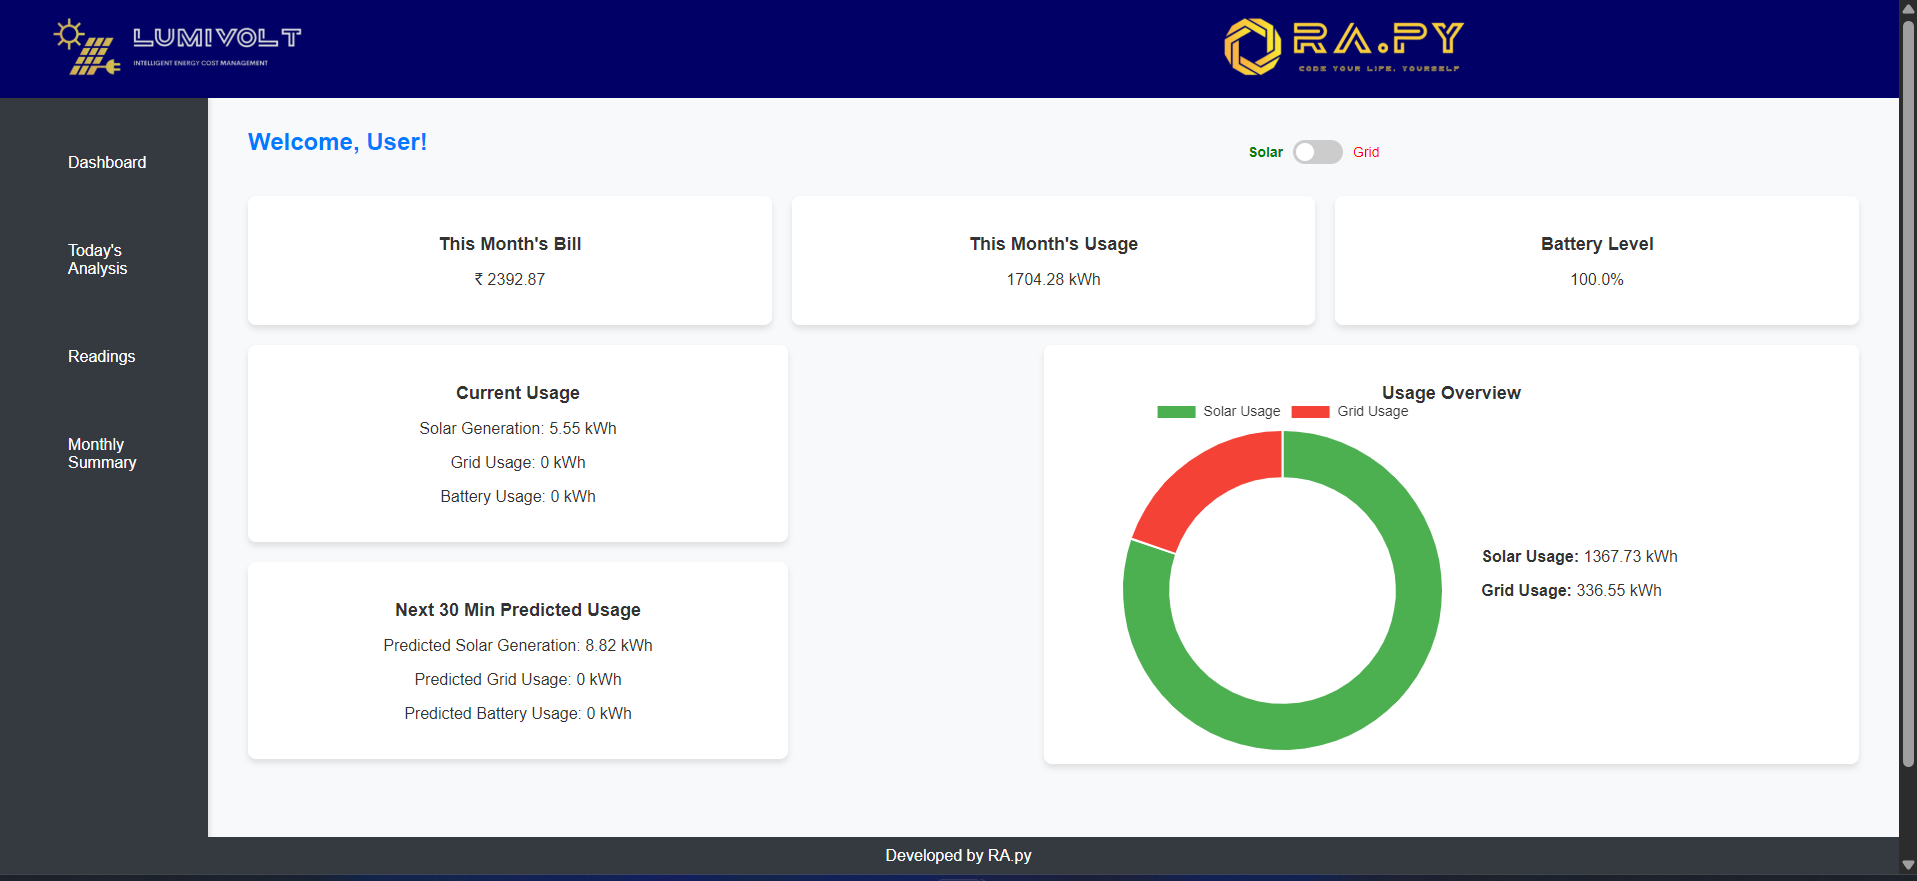 LUMIVOLT
INTELLIGENT ENERGY COST MANAGEMENT
RA.PY
CODE YOUR LIFE, YOURSELF
Dashboard
Today's
Analysis
Readings
Monthly
Summary
Welcome, User!
Solar
Grid
This Month's Bill
₹ 2392.87
This Month's Usage
1704.28 kWh
Battery Level
100.0%
Current Usage
Solar Generation: 5.55 kWh
Grid Usage: 0 kWh
Battery Usage: 0 kWh
Next 30 Min Predicted Usage
Predicted Solar Generation: 8.82 kWh
Predicted Grid Usage: 0 kWh
Predicted Battery Usage: 0 kWh
Usage Overview
Solar Usage
Grid Usage
Solar Usage: 1367.73 kWh
Grid Usage: 336.55 kWh
Developed by RA.py